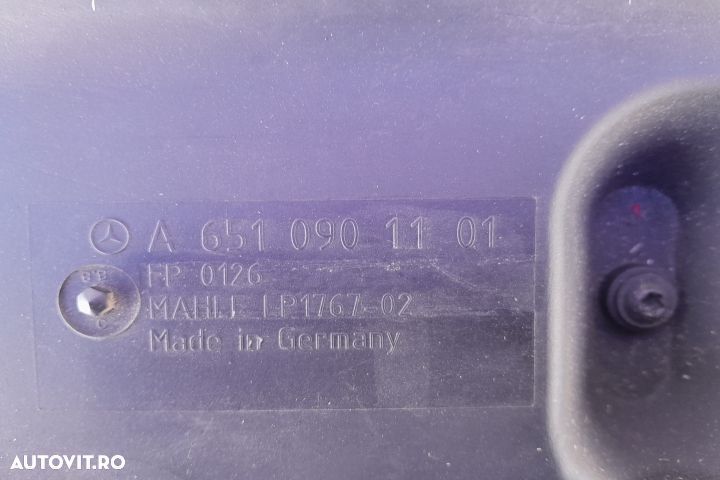 A 651 090 11 01
FP 0126
MAHLE LP1767-02
Made in Germany
AUTOVIT.RO